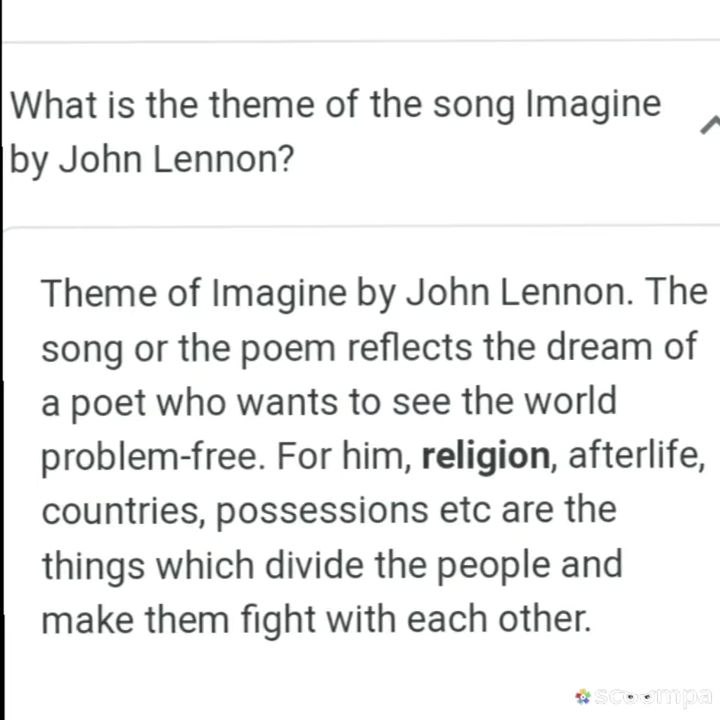 What is the theme of the song Imagine
by John Lennon?
Theme of Imagine by John Lennon. The
song or the poem reflects the dream of
a poet who wants to see the world
problem-free. For him, religion, afterlife,
countries, possessions etc are the
things which divide the people and
make them fight with each other.